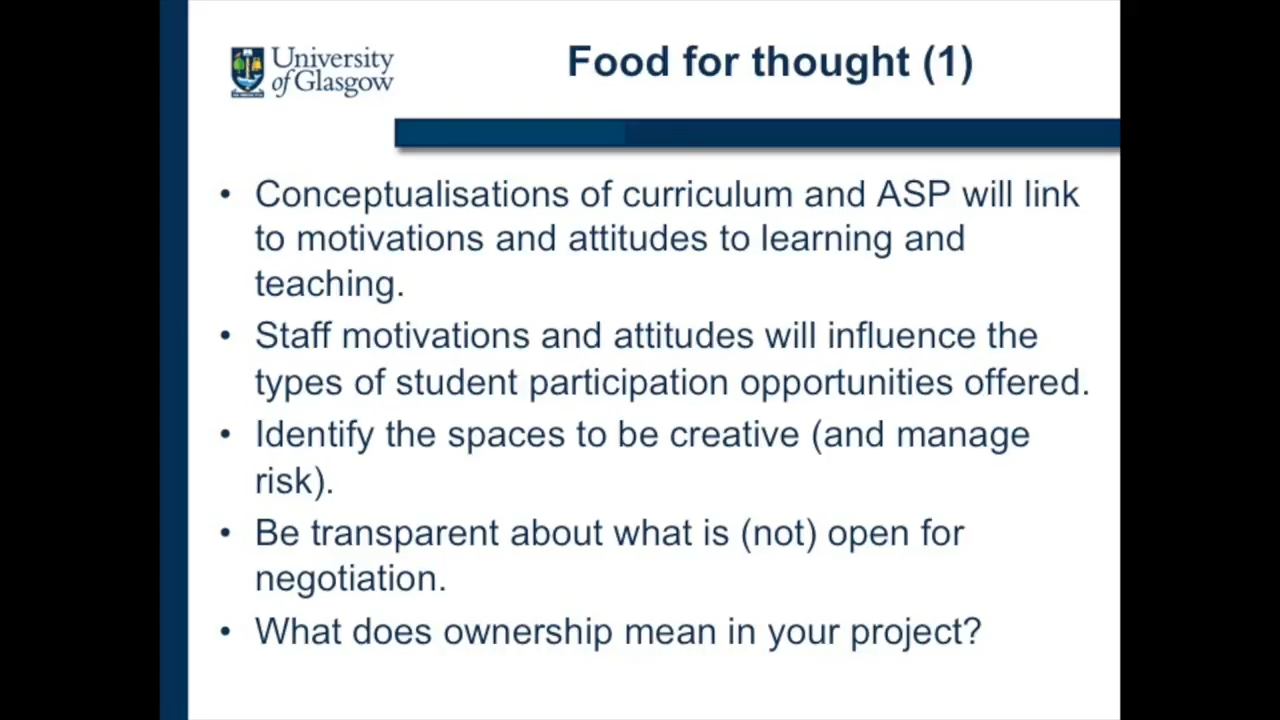 University
of Glasgow
Food for thought (1)
• Conceptualisations of curriculum and ASP will link
to motivations and attitudes to learning and
teaching.
• Staff motivations and attitudes will influence the
types of student participation opportunities offered.
• Identify the spaces to be creative (and manage
risk).
• Be transparent about what is (not) open for
negotiation.
• What does ownership mean in your project?